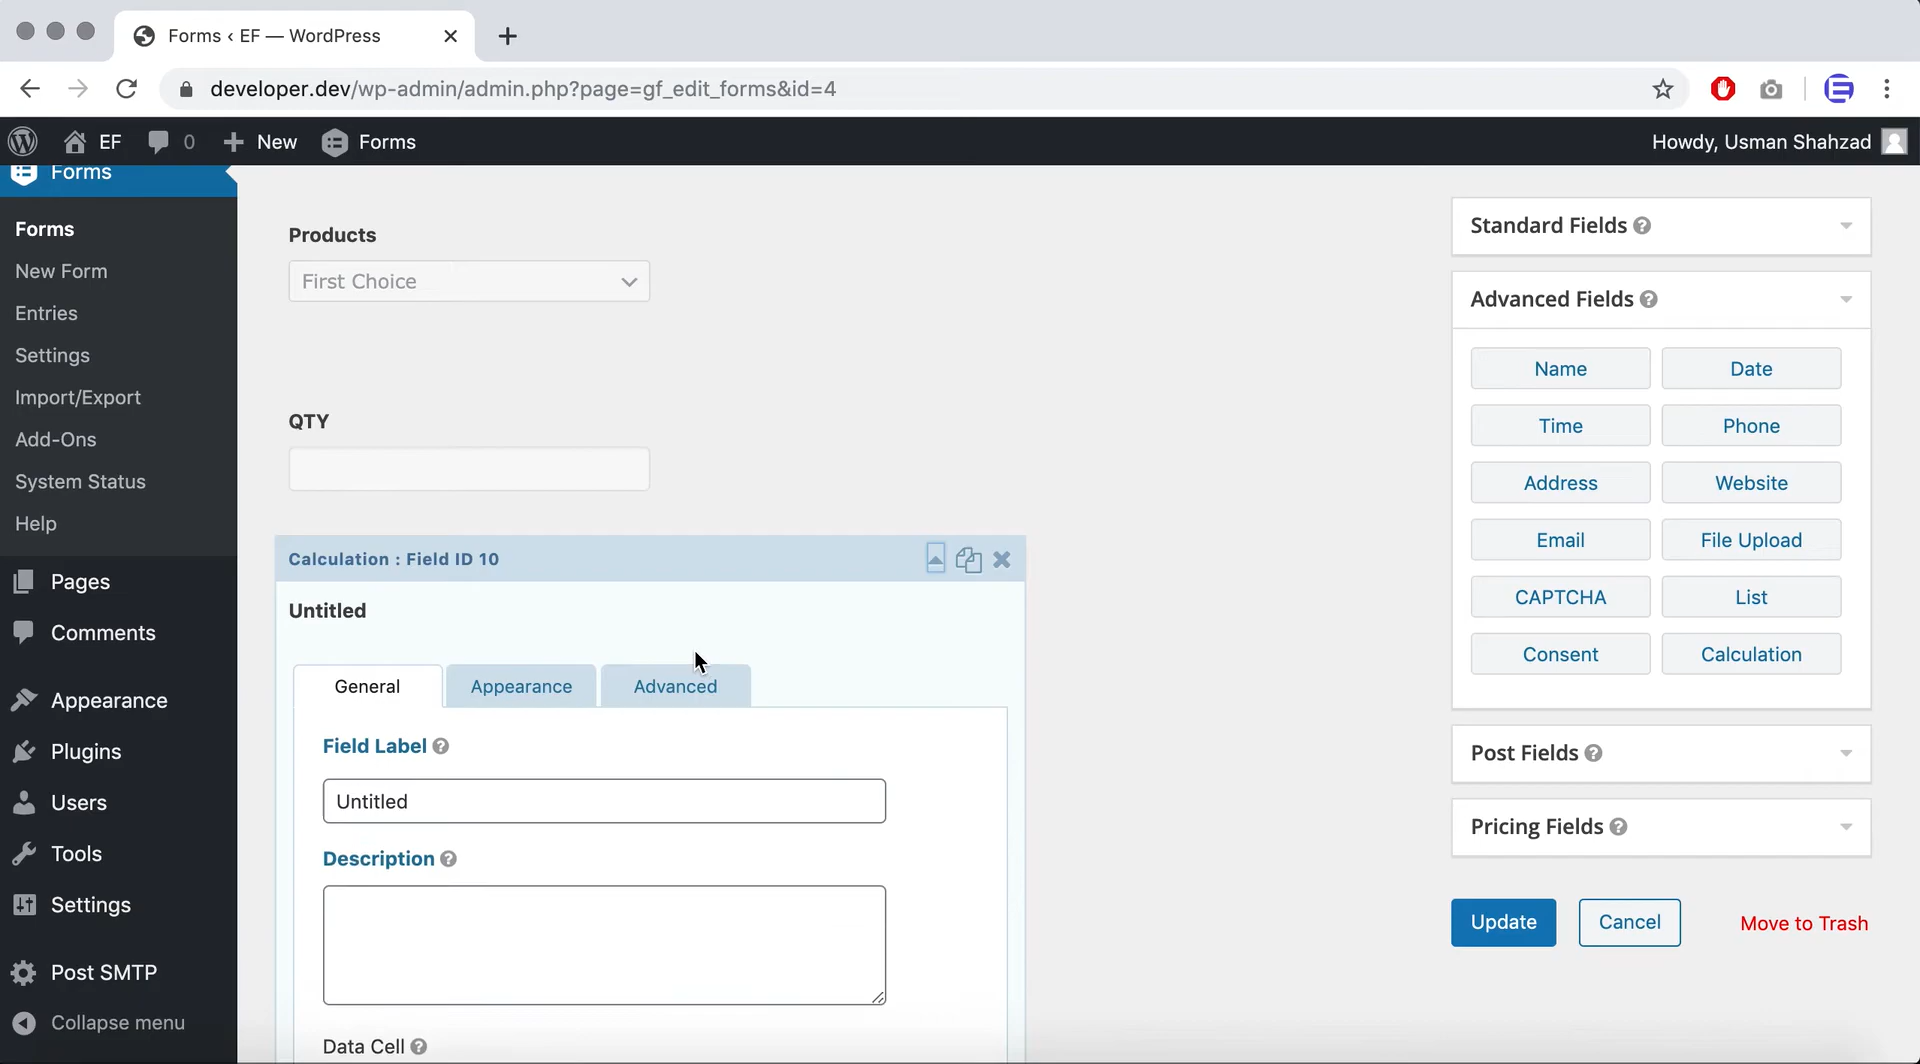 Forms ‹ EF — WordPress
developer.dev/wp-admin/admin.php?page=gf_edit_forms&id=4
EF 0 New Forms Howdy, Usman Shahzad
Forms
Forms
New Form
Entries
Settings
Import/Export
Add-Ons
System Status
Help
Pages
Comments
Appearance
Plugins
Users
Tools
Settings
Post SMTP
Collapse menu
Products
First Choice
QTY
Calculation : Field ID 10
Untitled
General Appearance Advanced
Field Label
Untitled
Description
Data Cell
Standard Fields
Advanced Fields
Name Date
Time Phone
Address Website
Email File Upload
CAPTCHA List
Consent Calculation
Post Fields
Pricing Fields
Update Cancel Move to Trash